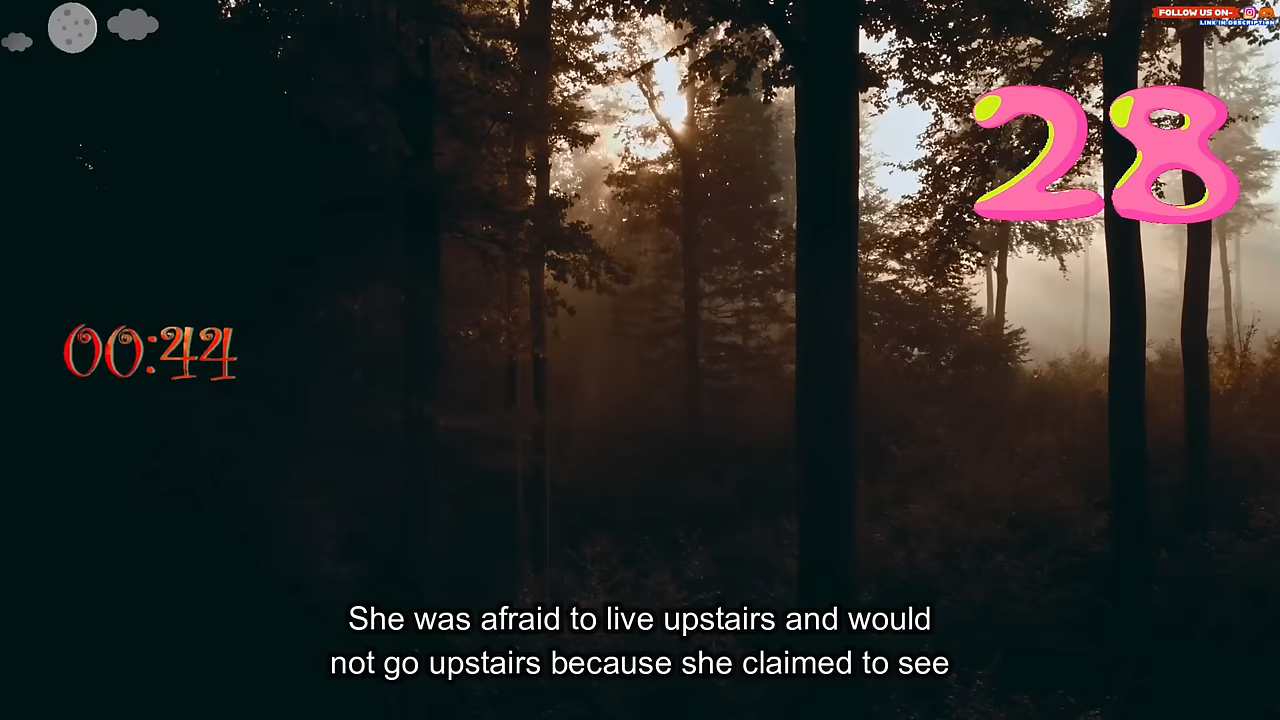 FOLLOW US ON-
LINK IN DESCRIPTION
28
00:44
She was afraid to live upstairs and would
not go upstairs because she claimed to see